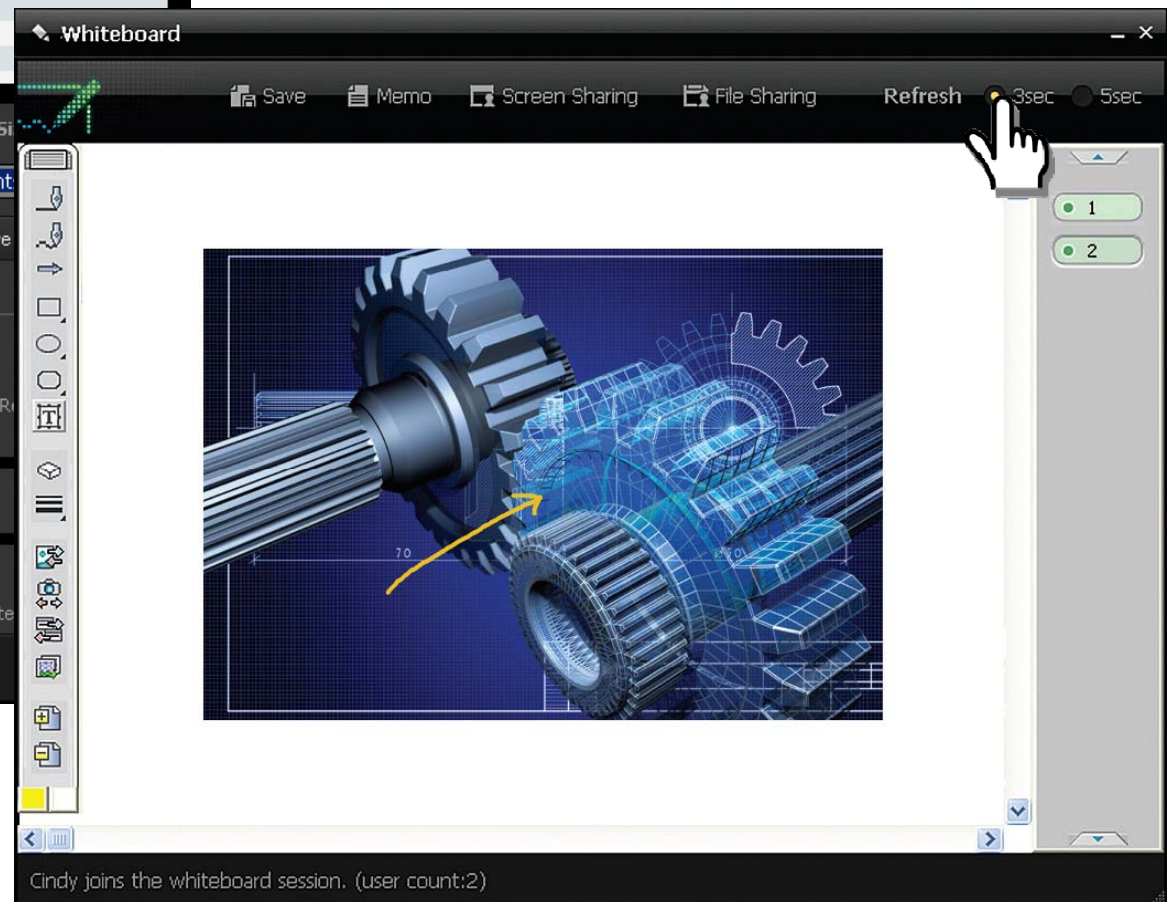 Whiteboard
Save Memo Screen Sharing File Sharing Refresh 3sec 5sec
1
2
T
70
Cindy joins the whiteboard session. (user count:2)